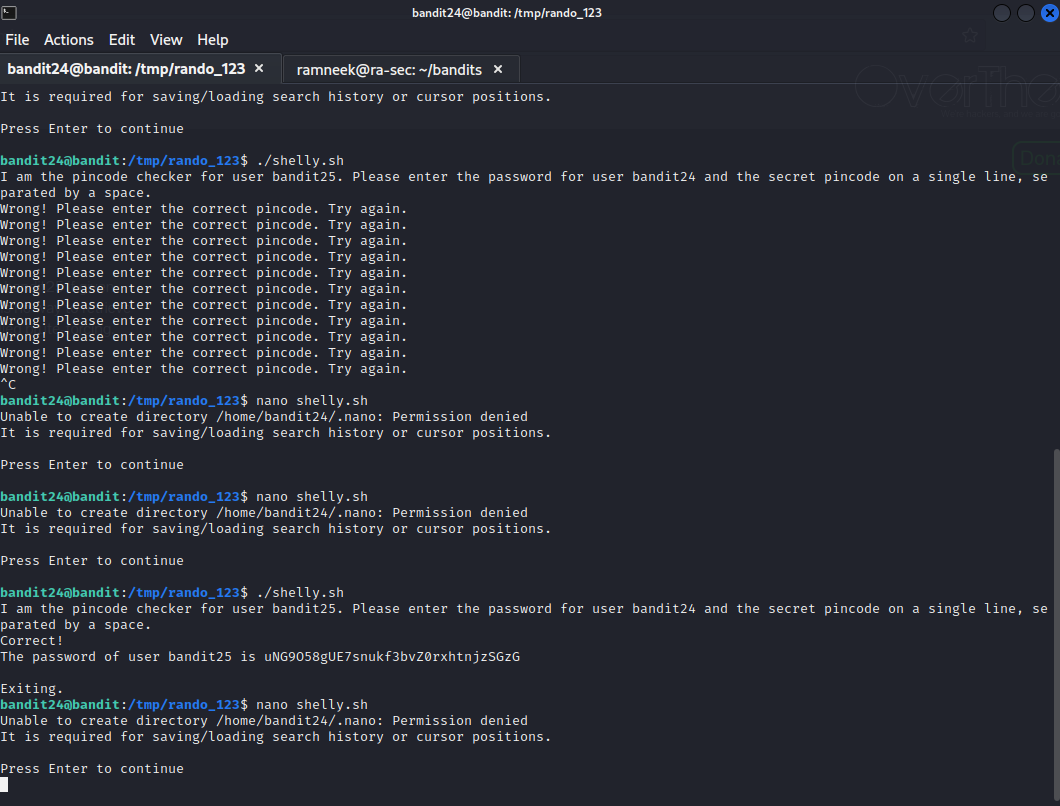 bandit24@bandit: /tmp/rando_123
File Actions Edit View Help
bandit24@bandit: /tmp/rando_123 × ramneek@ra-sec: ~/bandits ×
It is required for saving/loading search history or cursor positions.
Press Enter to continue
bandit24@bandit:/tmp/rando_123$ ./shelly.sh
I am the pincode checker for user bandit25. Please enter the password for user bandit24 and the secret pincode on a single line, se
parated by a space.
Wrong! Please enter the correct pincode. Try again.
Wrong! Please enter the correct pincode. Try again.
Wrong! Please enter the correct pincode. Try again.
Wrong! Please enter the correct pincode. Try again.
Wrong! Please enter the correct pincode. Try again.
Wrong! Please enter the correct pincode. Try again.
Wrong! Please enter the correct pincode. Try again.
Wrong! Please enter the correct pincode. Try again.
Wrong! Please enter the correct pincode. Try again.
Wrong! Please enter the correct pincode. Try again.
Wrong! Please enter the correct pincode. Try again.
^C
bandit24@bandit:/tmp/rando_123$ nano shelly.sh
Unable to create directory /home/bandit24/.nano: Permission denied
It is required for saving/loading search history or cursor positions.
Press Enter to continue
bandit24@bandit:/tmp/rando_123$ nano shelly.sh
Unable to create directory /home/bandit24/.nano: Permission denied
It is required for saving/loading search history or cursor positions.
Press Enter to continue
bandit24@bandit:/tmp/rando_123$ ./shelly.sh
I am the pincode checker for user bandit25. Please enter the password for user bandit24 and the secret pincode on a single line, se
parated by a space.
Correct!
The password of user bandit25 is uNG9O58gUE7snukf3bvZ0rxhtnjzSGzG
Exiting.
bandit24@bandit:/tmp/rando_123$ nano shelly.sh
Unable to create directory /home/bandit24/.nano: Permission denied
It is required for saving/loading search history or cursor positions.
Press Enter to continue